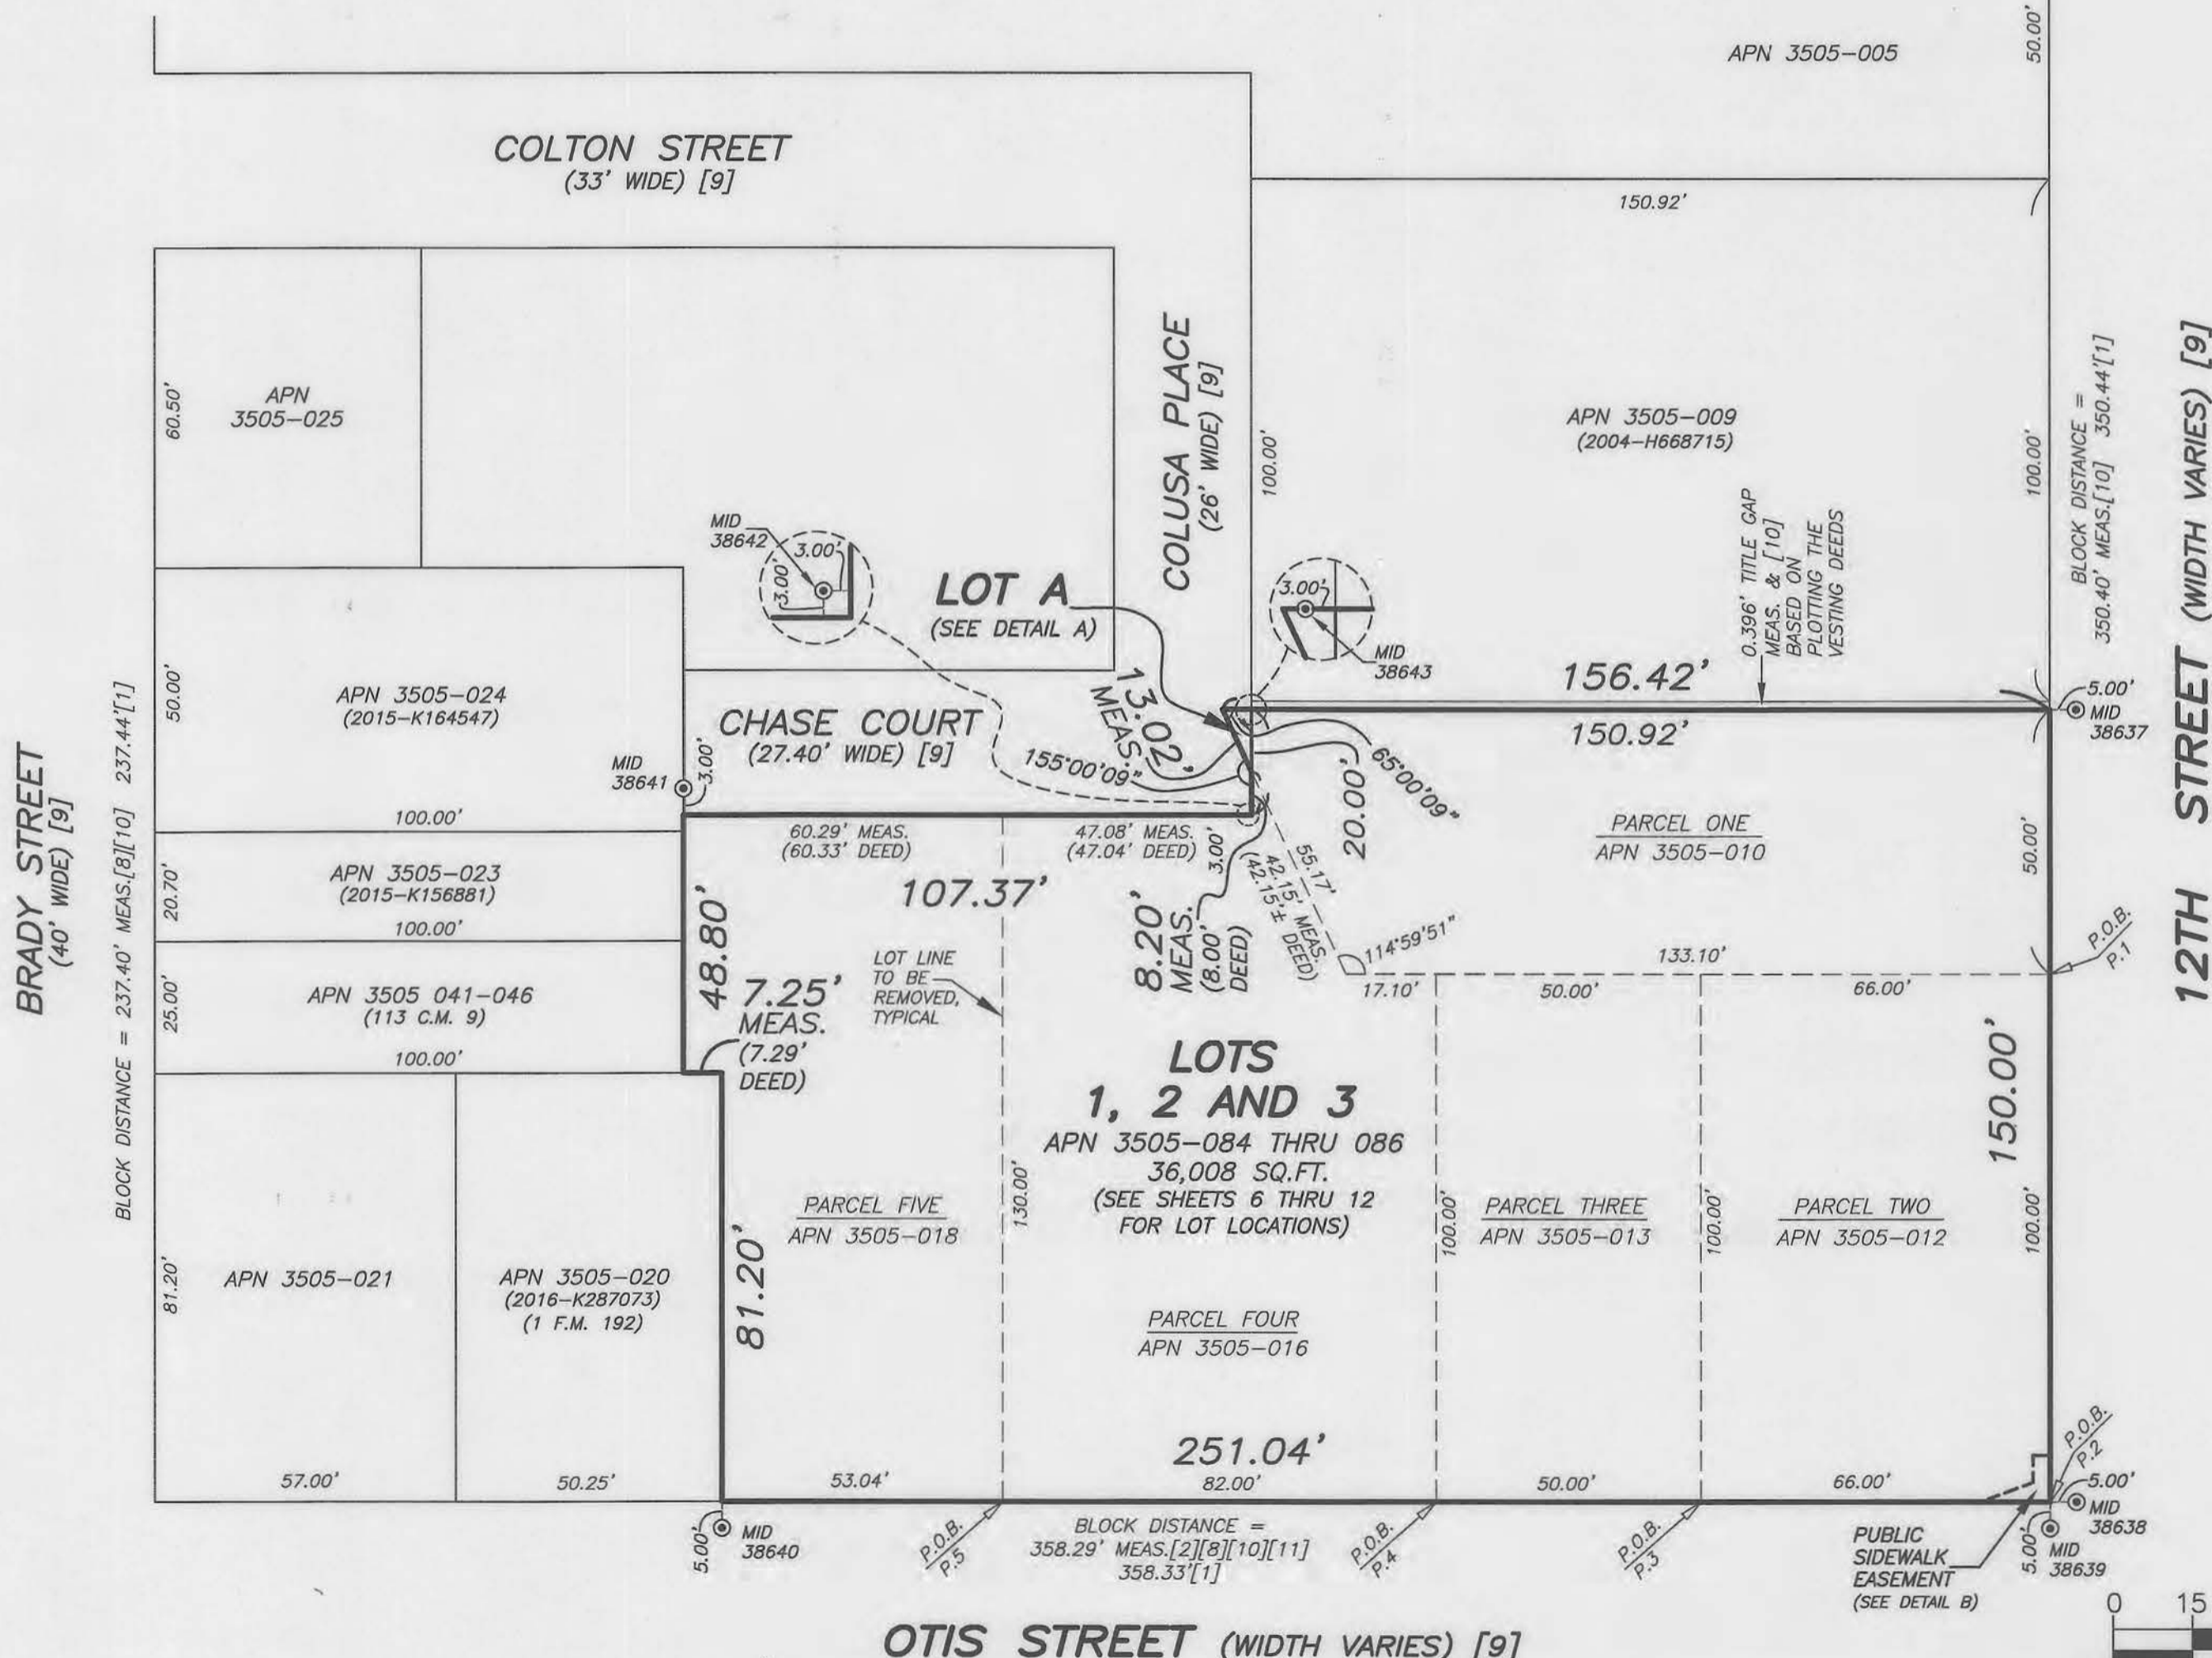 APN 3505-005
50.00'
COLTON STREET
(33' WIDE) [9]
150.92'
APN
3505-025
60.50'
COLUSA PLACE
(26' WIDE) [9]
100.00'
APN 3505-009
(2004-H668715)
100.00'
BLOCK DISTANCE =
350.40' MEAS.[10] 350.44'[1]
12TH STREET (WIDTH VARIES) [9]
0.396' TITLE GAP
MEAS. & [10]
BASED ON
PLOTTING THE
VESTING DEEDS
MID
38642
3.00'
3.00'
LOT A
(SEE DETAIL A)
3.00'
MID
38643
156.42'
150.92'
5.00'
MID
38637
50.00'
APN 3505-024
(2015-K164547)
100.00'
MID
38641
3.00'
CHASE COURT
(27.40' WIDE) [9]
13.02'
MEAS.
155°00'09"
65°00'09"
20.00'
BRADY STREET
(40' WIDE) [9]
BLOCK DISTANCE = 237.40' MEAS.[8][10] 237.44'[1]
20.70'
APN 3505-023
(2015-K156881)
100.00'
60.29' MEAS.
(60.33' DEED)
47.08' MEAS.
(47.04' DEED)
107.37'
3.00'
8.20'
MEAS.
(8.00'
DEED)
55.17'
42.15' MEAS.
(42.15'± DEED)
114°59'51"
PARCEL ONE
APN 3505-010
50.00'
P.O.B.
P.1
133.10'
17.10'
50.00'
66.00'
25.00'
APN 3505 041-046
(113 C.M. 9)
100.00'
48.80'
7.25'
MEAS.
(7.29'
DEED)
LOT LINE
TO BE
REMOVED,
TYPICAL
LOTS
1, 2 AND 3
APN 3505-084 THRU 086
36,008 SQ.FT.
(SEE SHEETS 6 THRU 12
FOR LOT LOCATIONS)
150.00'
81.20'
APN 3505-021
APN 3505-020
(2016-K287073)
(1 F.M. 192)
81.20'
PARCEL FIVE
APN 3505-018
130.00'
PARCEL FOUR
APN 3505-016
100.00'
PARCEL THREE
APN 3505-013
100.00'
PARCEL TWO
APN 3505-012
100.00'
57.00'
50.25'
53.04'
251.04'
82.00'
50.00'
66.00'
P.O.B.
P.2
5.00'
MID
38638
5.00'
MID
38640
P.O.B.
P.5
BLOCK DISTANCE =
358.29' MEAS.[2][8][10][11]
358.33'[1]
P.O.B.
P.4
P.O.B.
P.3
PUBLIC
SIDEWALK
EASEMENT
(SEE DETAIL B)
5.00'
MID
38639
0 15
OTIS STREET (WIDTH VARIES) [9]